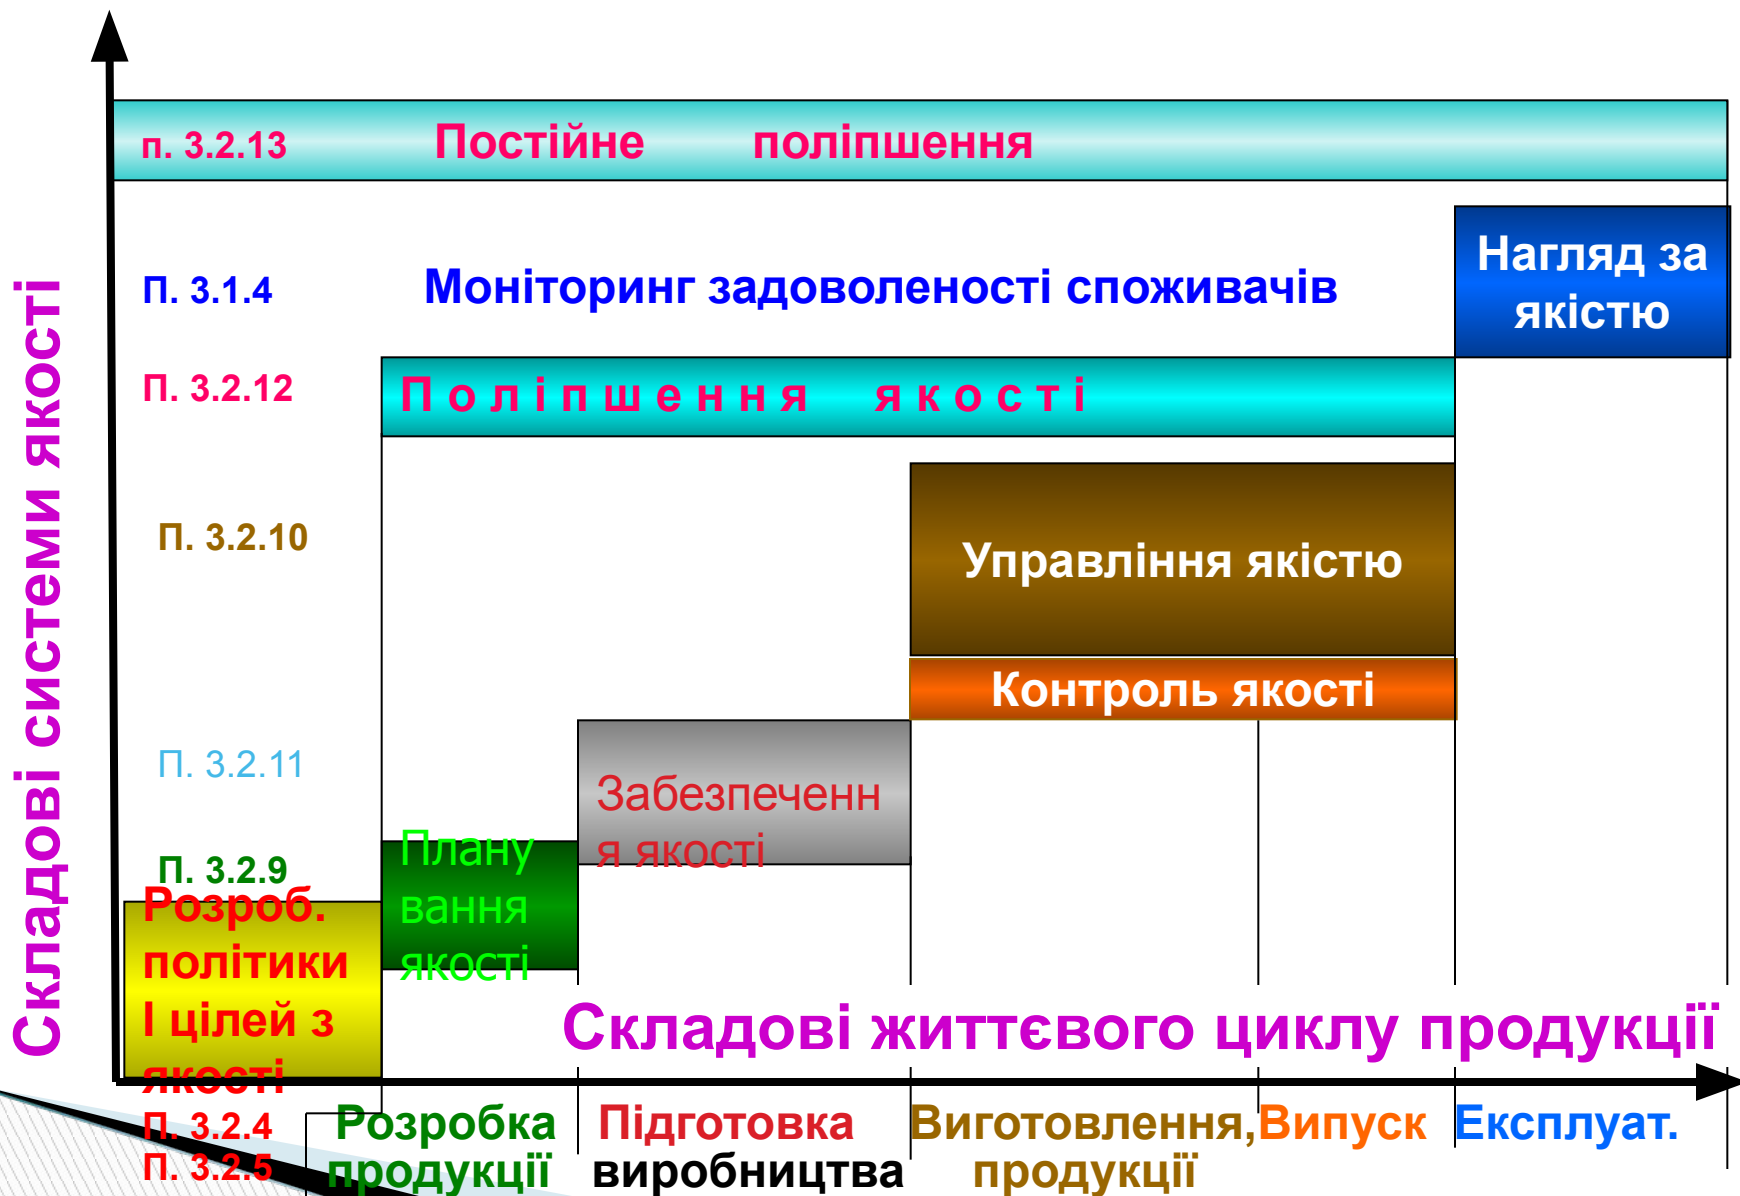 п. 3.2.13 Постійне поліпшення
Нагляд за
якістю
П. 3.1.4 Моніторинг задоволеності споживачів
П. 3.2.12 Поліпшення якості
П. 3.2.10
Управління якістю
Контроль якості
П. 3.2.11
Забезпеченн
я якості
П. 3.2.9
Плану
вання
якості
Розроб.
політики
І цілей з
якості
П. 3.2.4
П. 3.2.5
Складові системи якості
Складові життєвого циклу продукції
Розробка
продукції
Підготовка
виробництва
Виготовлення,
продукції
Випуск
Експлуат.